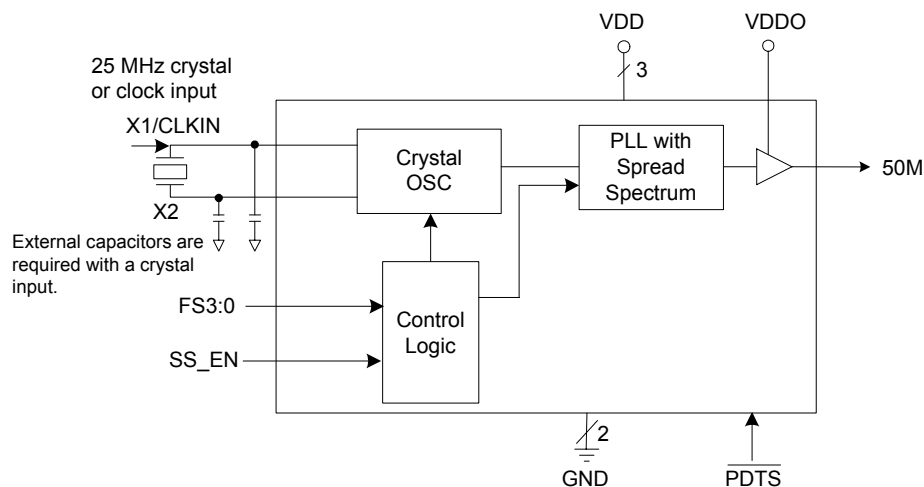 VDD
VDDO
3
25 MHz crystal
or clock input
X1/CLKIN
Crystal
OSC
PLL with
Spread
Spectrum
50M
X2
External capacitors are
required with a crystal
input.
FS3:0
SS_EN
Control
Logic
2
GND
PDTS